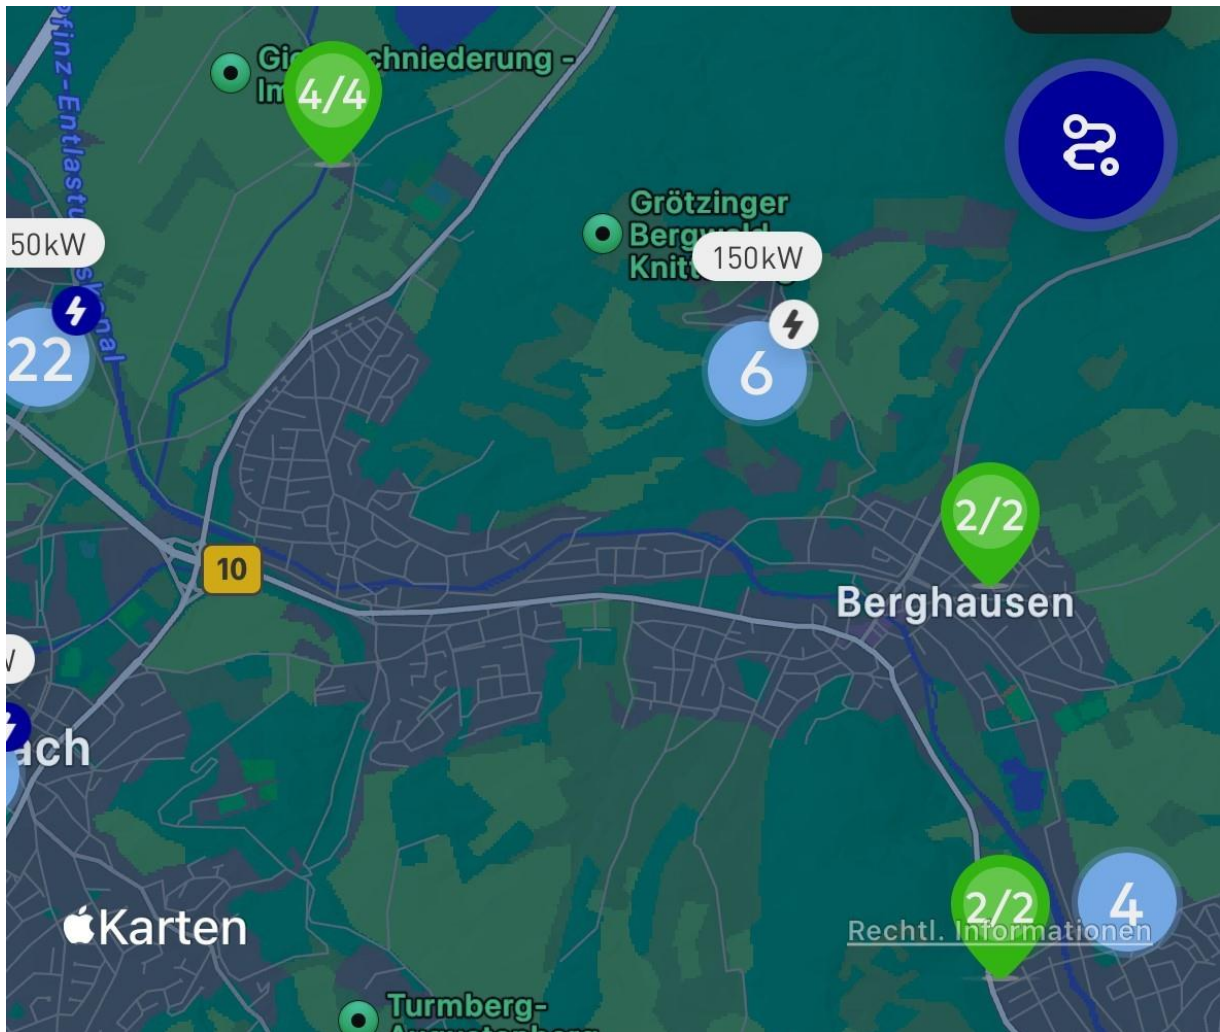 4/4
50kW
Grötzinger
150kW
22
6
2/2
10
Berghausen
ach
2/2
4
Karten
Rechtl. Informationen
Turmberg-